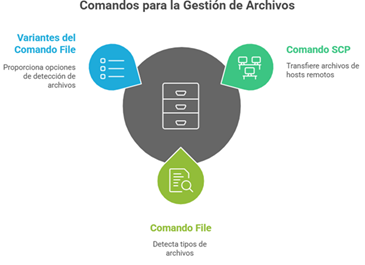 Comandos para la Gestión de Archivos
Variantes del
Comando File
Proporciona opciones
de detección de
archivos
Comando SCP
Transfiere archivos de
hosts remotos
Comando File
Detecta tipos de
archivos